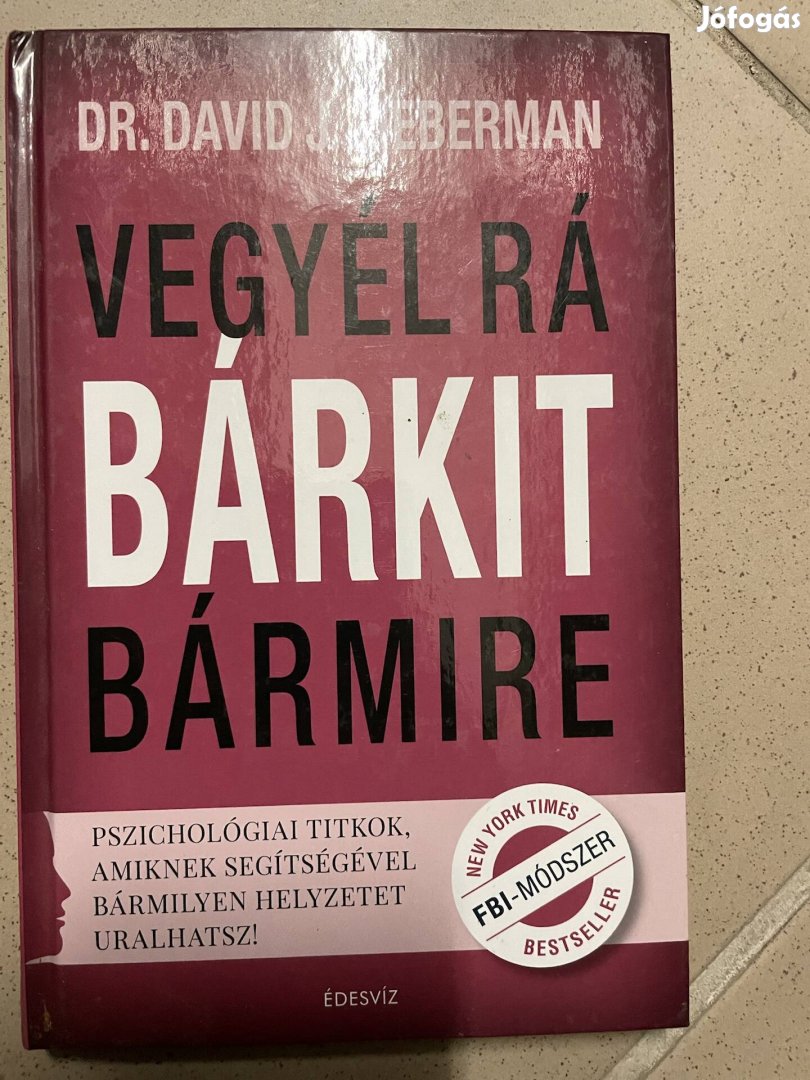 Jófogás
DR. DAVID J. LIEBERMAN
VEGYÉL RÁ
BÁRKIT
BÁRMIRE
PSZICHOLÓGIAI TITKOK,
AMIKNEK SEGÍTSÉGÉVEL
BÁRMILYEN HELYZETET
URALHATSZ!
NEW YORK TIMES
FBI-MÓDSZER
BESTSELLER
ÉDESVÍZ